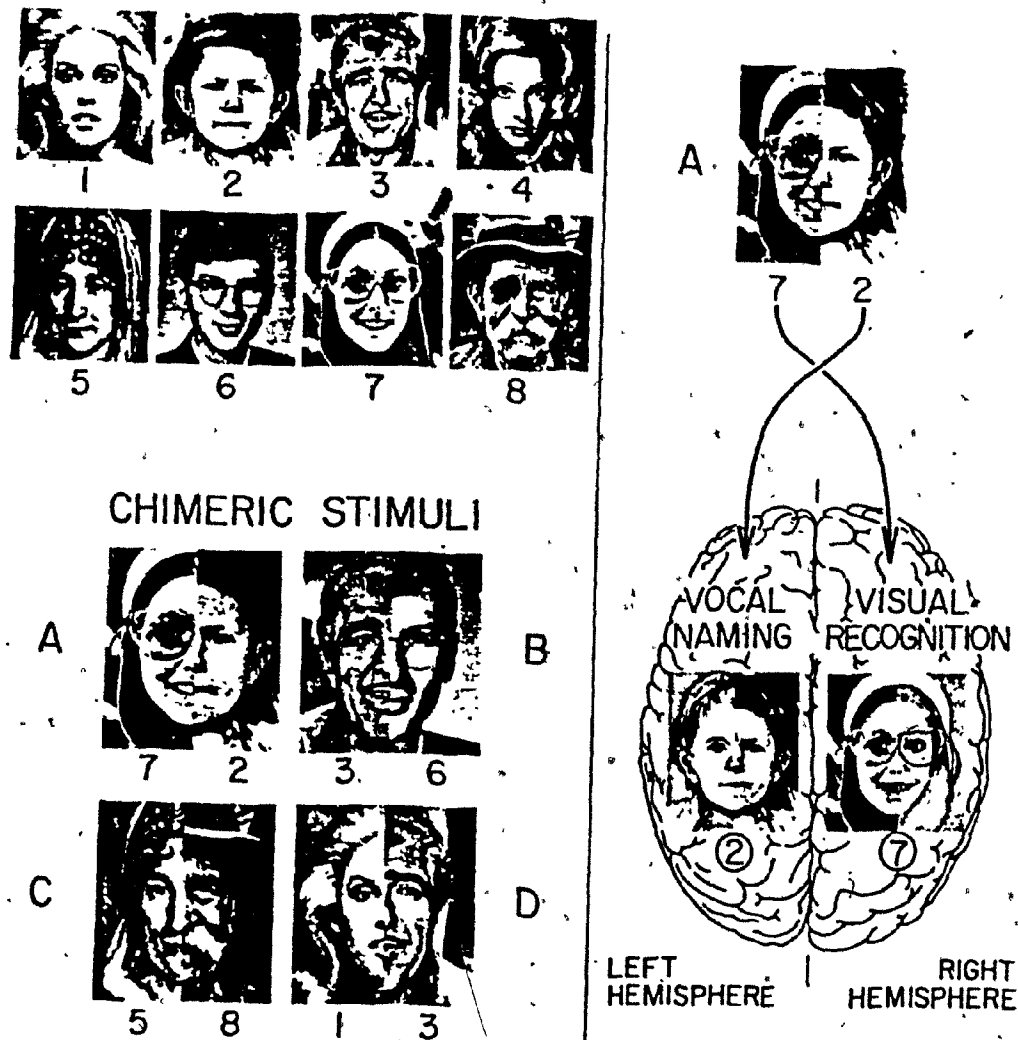 1 2 3 4
5 6 7 8
CHIMERIC STIMULI
A
B
7 2
3 6
C
D
5 8
1 3
A
7 2
VOCAL NAMING
VISUAL RECOGNITION
2
7
LEFT HEMISPHERE
RIGHT HEMISPHERE